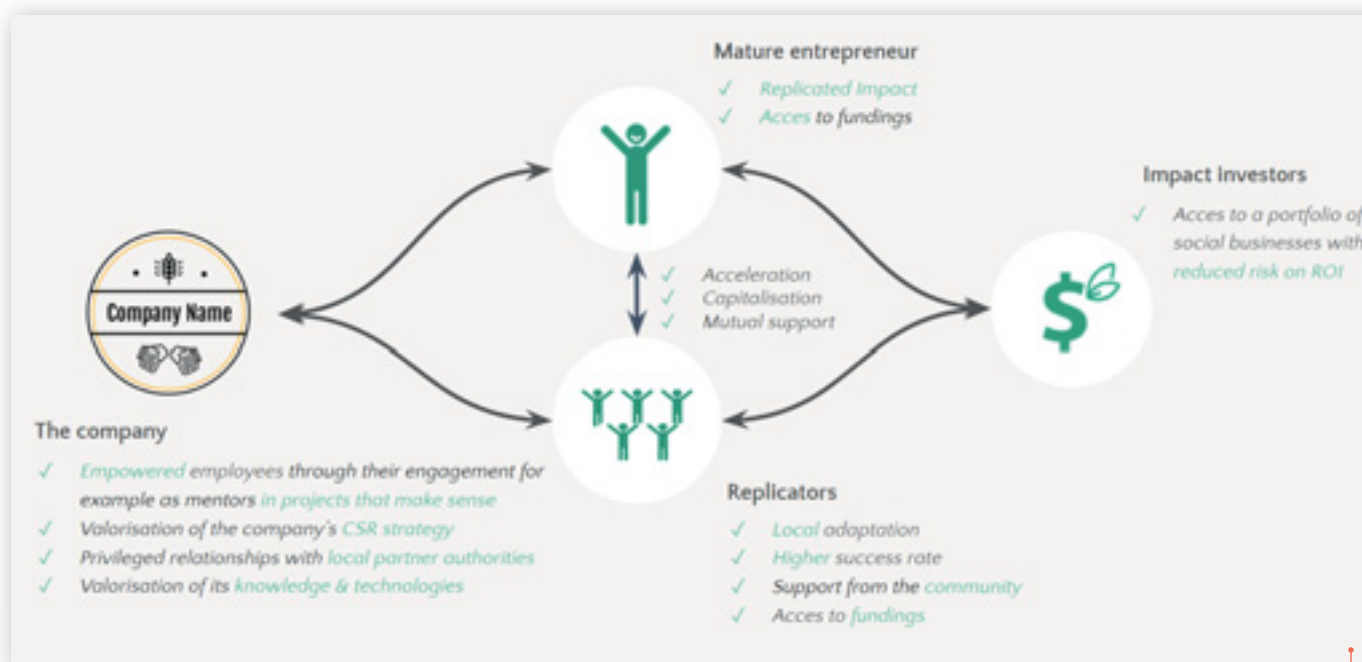 Mature entrepreneur
✓ Replicated Impact
✓ Acces to fundings
Impact investors
✓ Acces to a portfolio of
social businesses with
reduced risk on ROI
✓ Acceleration
✓ Capitalisation
✓ Mutual support
Company Name
The company
✓ Empowered employees through their engagement for
example as mentors in projects that make sense
✓ Valorisation of the company's CSR strategy
✓ Privileged relationships with local partner authorities
✓ Valorisation of its knowledge & technologies
Replicators
✓ Local adaptation
✓ Higher success rate
✓ Support from the community
✓ Acces to fundings